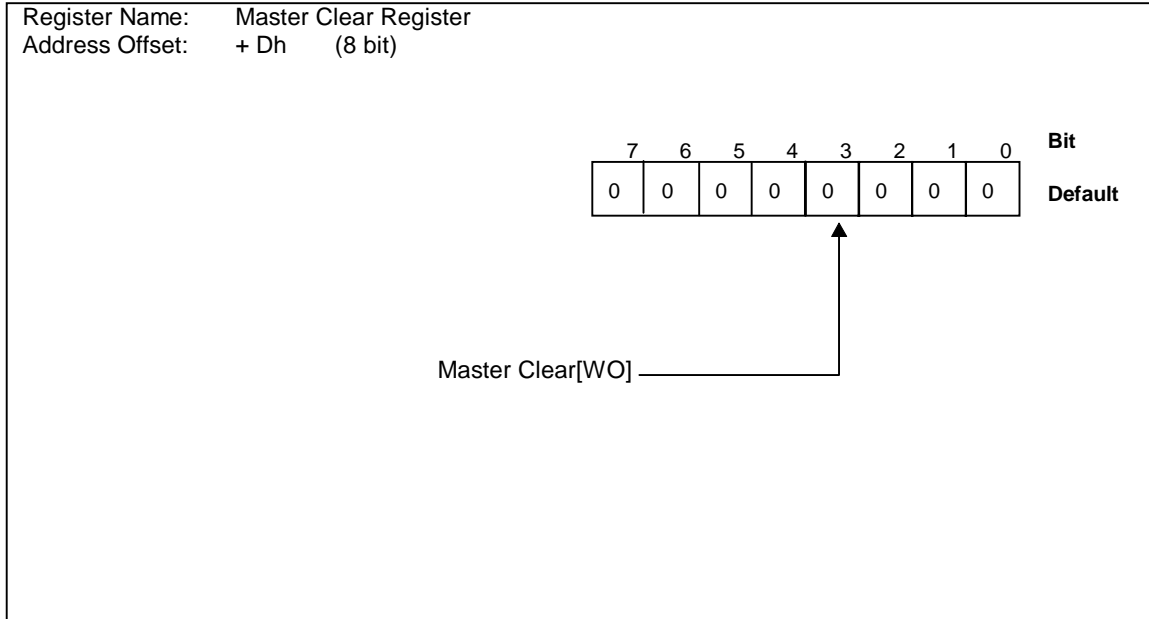 Register Name: Master Clear Register
Address Offset: + Dh (8 bit)
7 6 5 4 3 2 1 0 Bit
0 0 0 0 0 0 0 0 Default
Master Clear[WO]